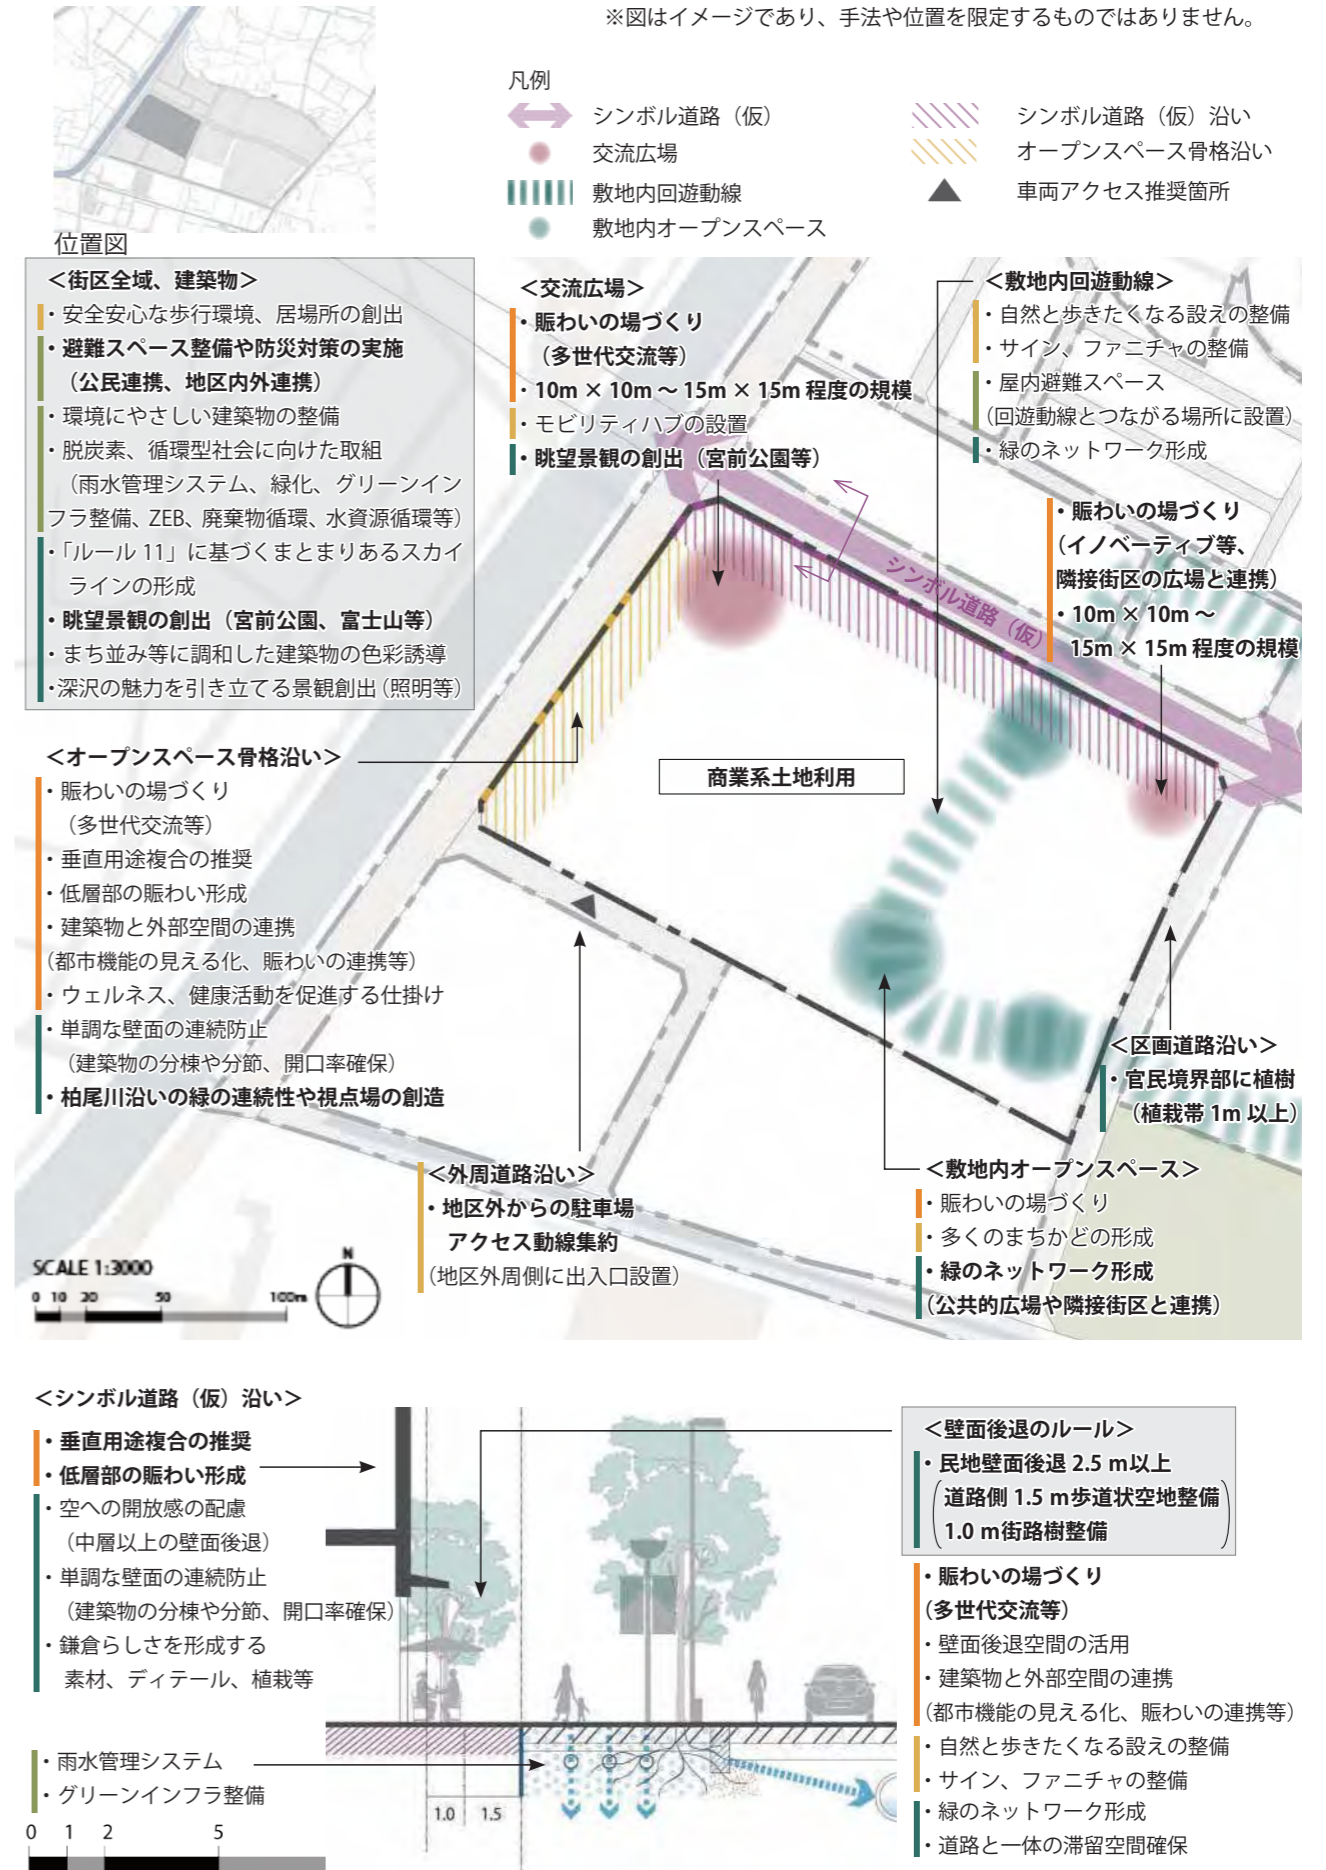 ※図はイメージであり、手法や位置を限定するものではありません。
位置図
凡例
シンボル道路（仮）
交流広場
敷地内回遊動線
敷地内オープンスペース
シンボル道路（仮）沿い
オープンスペース骨格沿い
車両アクセス推奨箇所
＜街区全域、建築物＞
・安全安心な歩行環境、居場所の創出
・避難スペース整備や防災対策の実施
（公民連携、地区内外連携）
・環境にやさしい建築物の整備
・脱炭素、循環型社会に向けた取組
（雨水管理システム、緑化、グリーンイン
フラ整備、ZEB、廃棄物循環、水資源循環等）
・「ルール 11」に基づくまとまりあるスカイ
ラインの形成
・眺望景観の創出（宮前公園、富士山等）
・まち並み等に調和した建築物の色彩誘導
・深沢の魅力を引き立てる景観創出（照明等）
＜交流広場＞
・賑わいの場づくり
（多世代交流等）
・10m × 10m ～ 15m × 15m 程度の規模
・モビリティハブの設置
・眺望景観の創出（宮前公園等）
＜敷地内回遊動線＞
・自然と歩きたくなる設えの整備
・サイン、ファニチャの整備
・屋内避難スペース
（回遊動線とつながる場所に設置）
・緑のネットワーク形成
・賑わいの場づくり
（イノベーティブ等、
隣接街区の広場と連携）
・10m × 10m ～
15m × 15m 程度の規模
シンボル道路（仮）
商業系土地利用
＜オープンスペース骨格沿い＞
・賑わいの場づくり
（多世代交流等）
・垂直用途複合の推奨
・低層部の賑わい形成
・建築物と外部空間の連携
（都市機能の見える化、賑わいの連携等）
・ウェルネス、健康活動を促進する仕掛け
・単調な壁面の連続防止
（建築物の分棟や分節、開口率確保）
・柏尾川沿いの緑の連続性や視点場の創造
＜区画道路沿い＞
・官民境界部に植樹
（植栽帯 1m 以上）
＜外周道路沿い＞
・地区外からの駐車場
アクセス動線集約
（地区外周側に出入口設置）
＜敷地内オープンスペース＞
・賑わいの場づくり
・多くのまちかどの形成
・緑のネットワーク形成
（公共的広場や隣接街区と連携）
SCALE 1:3000
0 10 20 50 100m
N
＜シンボル道路（仮）沿い＞
・垂直用途複合の推奨
・低層部の賑わい形成
・空への開放感の配慮
（中層以上の壁面後退）
・単調な壁面の連続防止
（建築物の分棟や分節、開口率確保）
・鎌倉らしさを形成する
素材、ディテール、植栽等
・雨水管理システム
・グリーンインフラ整備
0 1 2 5
1.0 1.5
＜壁面後退のルール＞
・民地壁面後退 2.5 m以上
（道路側 1.5 m歩道状空地整備
1.0 m街路樹整備）
・賑わいの場づくり
（多世代交流等）
・壁面後退空間の活用
・建築物と外部空間の連携
（都市機能の見える化、賑わいの連携等）
・自然と歩きたくなる設えの整備
・サイン、ファニチャの整備
・緑のネットワーク形成
・道路と一体の滞留空間確保